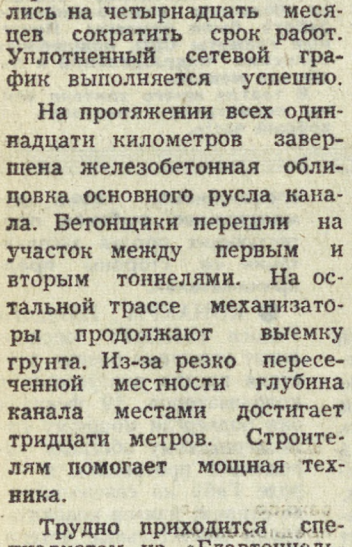 лись на четырнадцать меся-
цев сократить срок работ.
Уплотненный сетевой гра-
фик выполняется успешно.
На протяжении всех один-
надцати километров завер-
шена железобетонная обли-
цовка основного русла кана-
ла. Бетонщики перешли на
участок между первым и
вторым тоннелями. На ос-
тальной трассе механизато-
ры продолжают выемку
грунта. Из-за резко пересе-
ченной местности глубина
канала местами достигает
тридцати метров. Строите-
лям помогает мощная тех-
ника.
Трудно приходится спе-